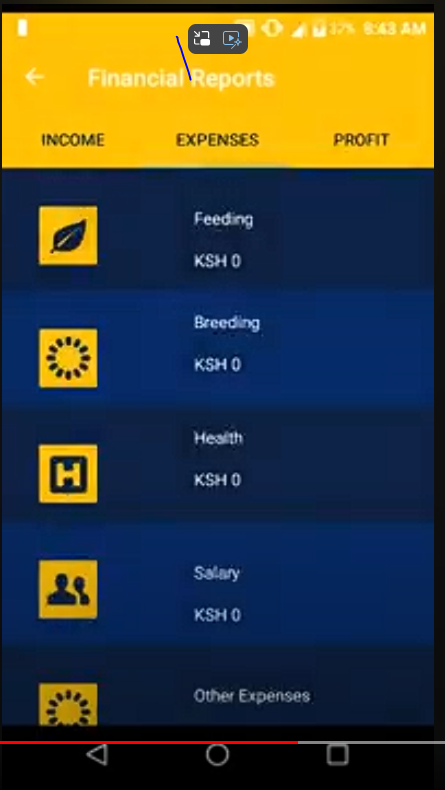 37% 8:43 AM
Financial Reports
INCOME EXPENSES PROFIT
Feeding
KSH 0
Breeding
KSH 0
Health
KSH 0
Salary
KSH 0
Other Expenses